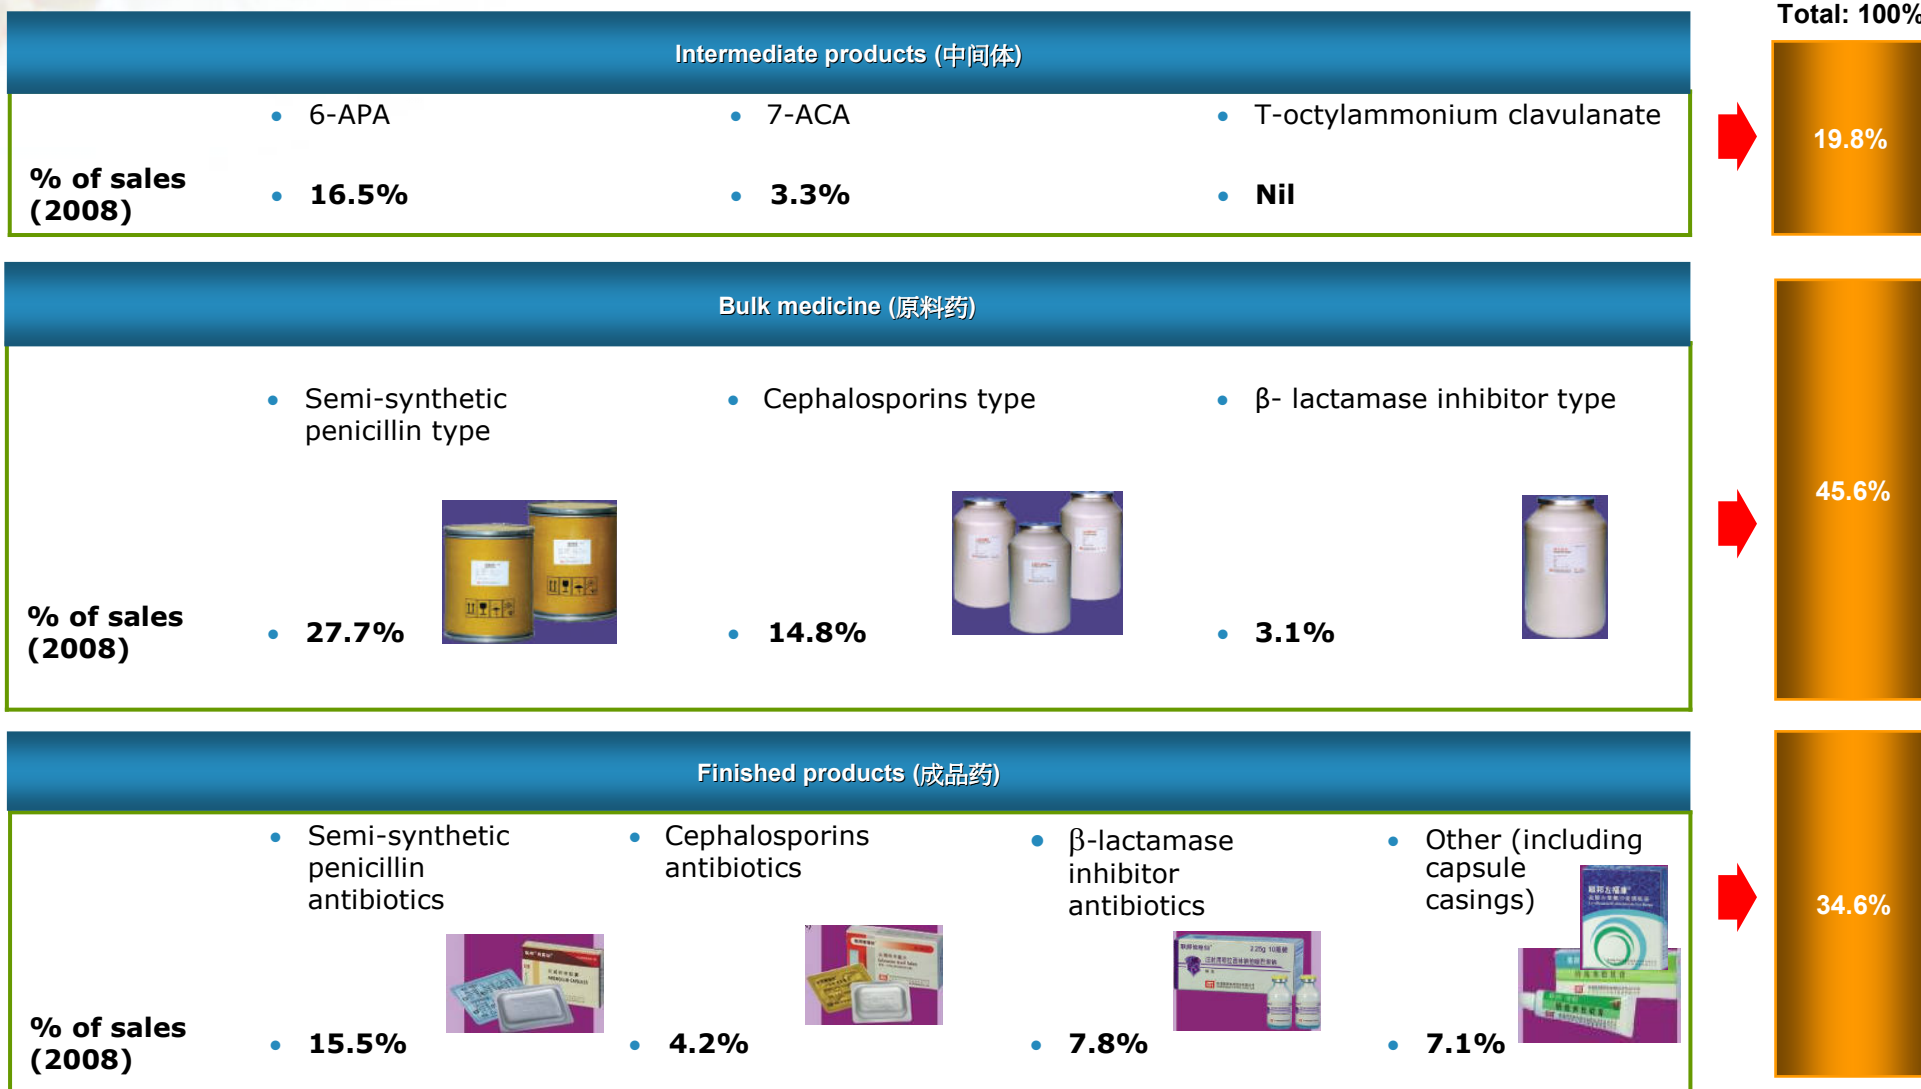 Total: 100%
Intermediate products (中间体)
6-APA
7-ACA
T-octylammonium clavulanate
% of sales
(2008)
16.5%
3.3%
Nil
19.8%
Bulk medicine (原料药)
Semi-synthetic
penicillin type
Cephalosporins type
β- lactamase inhibitor type
% of sales
(2008)
27.7%
14.8%
3.1%
45.6%
Finished products (成品药)
Semi-synthetic
penicillin
antibiotics
Cephalosporins
antibiotics
β-lactamase
inhibitor
antibiotics
Other (including
capsule
casings)
% of sales
(2008)
15.5%
4.2%
7.8%
7.1%
34.6%